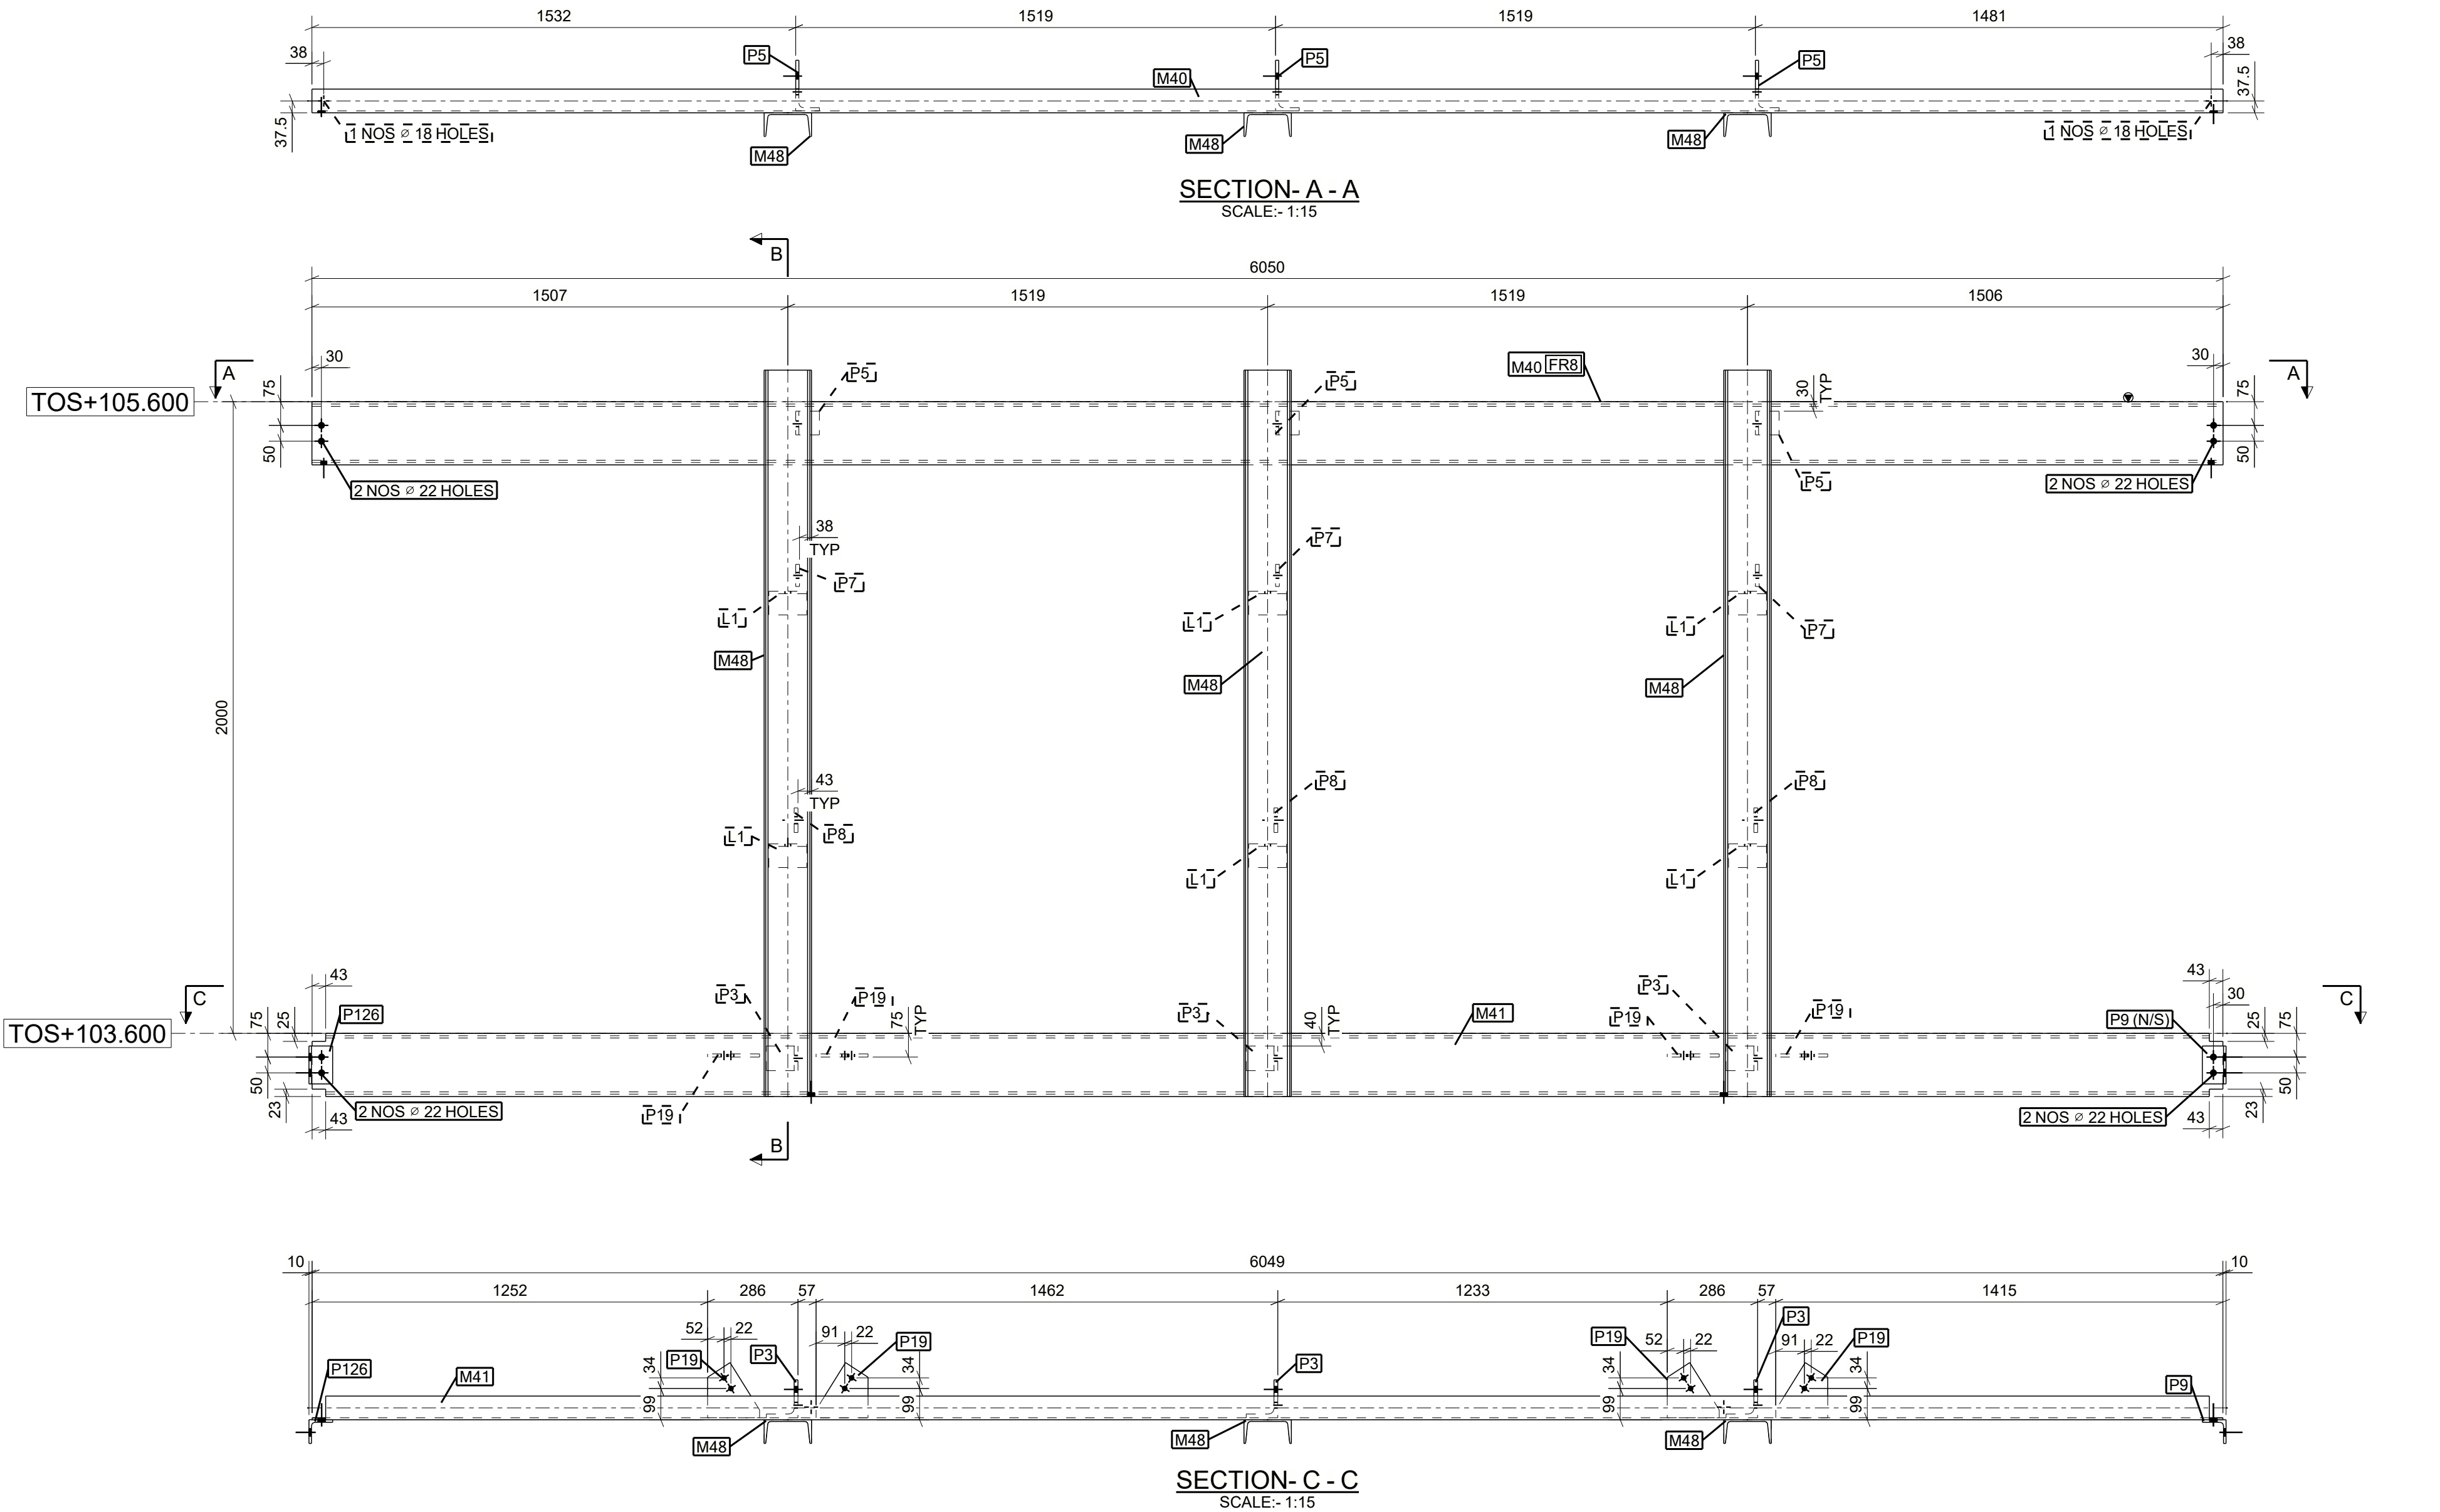 1532 1519 1519 1481
38 P5 P5 P5 38
M40
37.5 37.5
1 NOS ⌀ 18 HOLES 1 NOS ⌀ 18 HOLES
M48 M48 M48
SECTION- A - A
SCALE:- 1:15
B
6050
1507 1519 1519 1506
30 M40 FR8 30
A P5 P5 30 TYP A
TOS+105.600
75 75
50 50
2 NOS ⌀ 22 HOLES P5 2 NOS ⌀ 22 HOLES
38
TYP
P7
P7
L1 L1 L1 P7
M48 M48 M48
2000
43
TYP
P8 P8
L1 P8
L1 L1
43 43
C P3 P19 P3 C
30
P126 P3 M41 P19 P19 P9 (N/S)
75 25 75 TYP 40 TYP 25 75
TOS+103.600
50 50
23 23
2 NOS ⌀ 22 HOLES P19 2 NOS ⌀ 22 HOLES
43 43
B
10 6049 10
1252 286 57 1462 1233 286 57 1415
P3
52 22 91 22 P19 P19 52 22 91 22 P19
P19 P3 P3
34 34 34 34
P126 M41 P9
99 99 99 99
M48 M48 M48
SECTION- C - C
SCALE:- 1:15